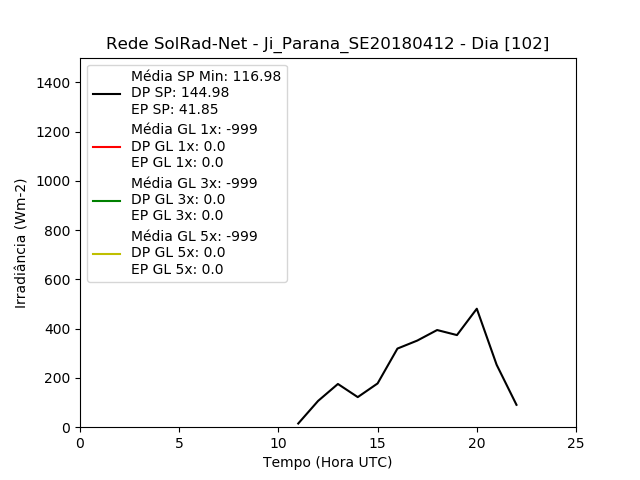 Rede SolRad-Net - Ji_Parana_SE20180412 - Dia [102]
Média SP Min: 116.98
DP SP: 144.98
EP SP: 41.85
Média GL 1x: -999
DP GL 1x: 0.0
EP GL 1x: 0.0
Média GL 3x: -999
DP GL 3x: 0.0
EP GL 3x: 0.0
Média GL 5x: -999
DP GL 5x: 0.0
EP GL 5x: 0.0
Irradiância (Wm-2)
1400
1200
1000
800
600
400
200
0
0 5 10 15 20 25
Tempo (Hora UTC)